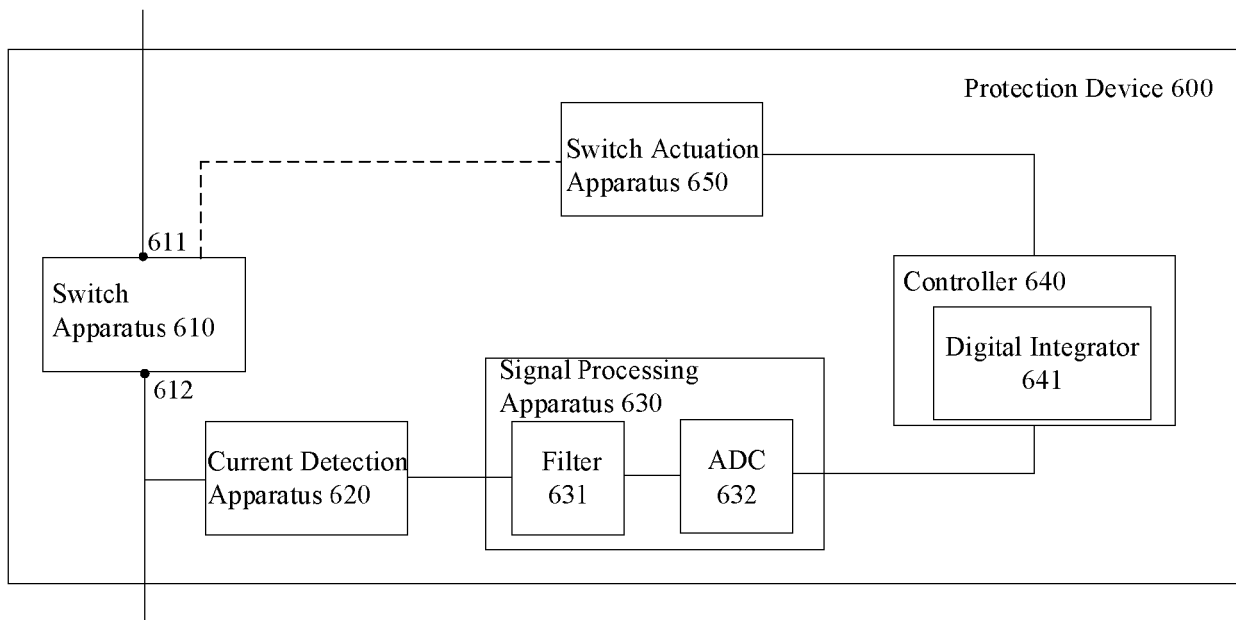 Protection Device 600
Switch Actuation
Apparatus 650
611
Switch
Apparatus 610
612
Controller 640
Digital Integrator
641
Signal Processing
Apparatus 630
Current Detection
Apparatus 620
Filter
631
ADC
632